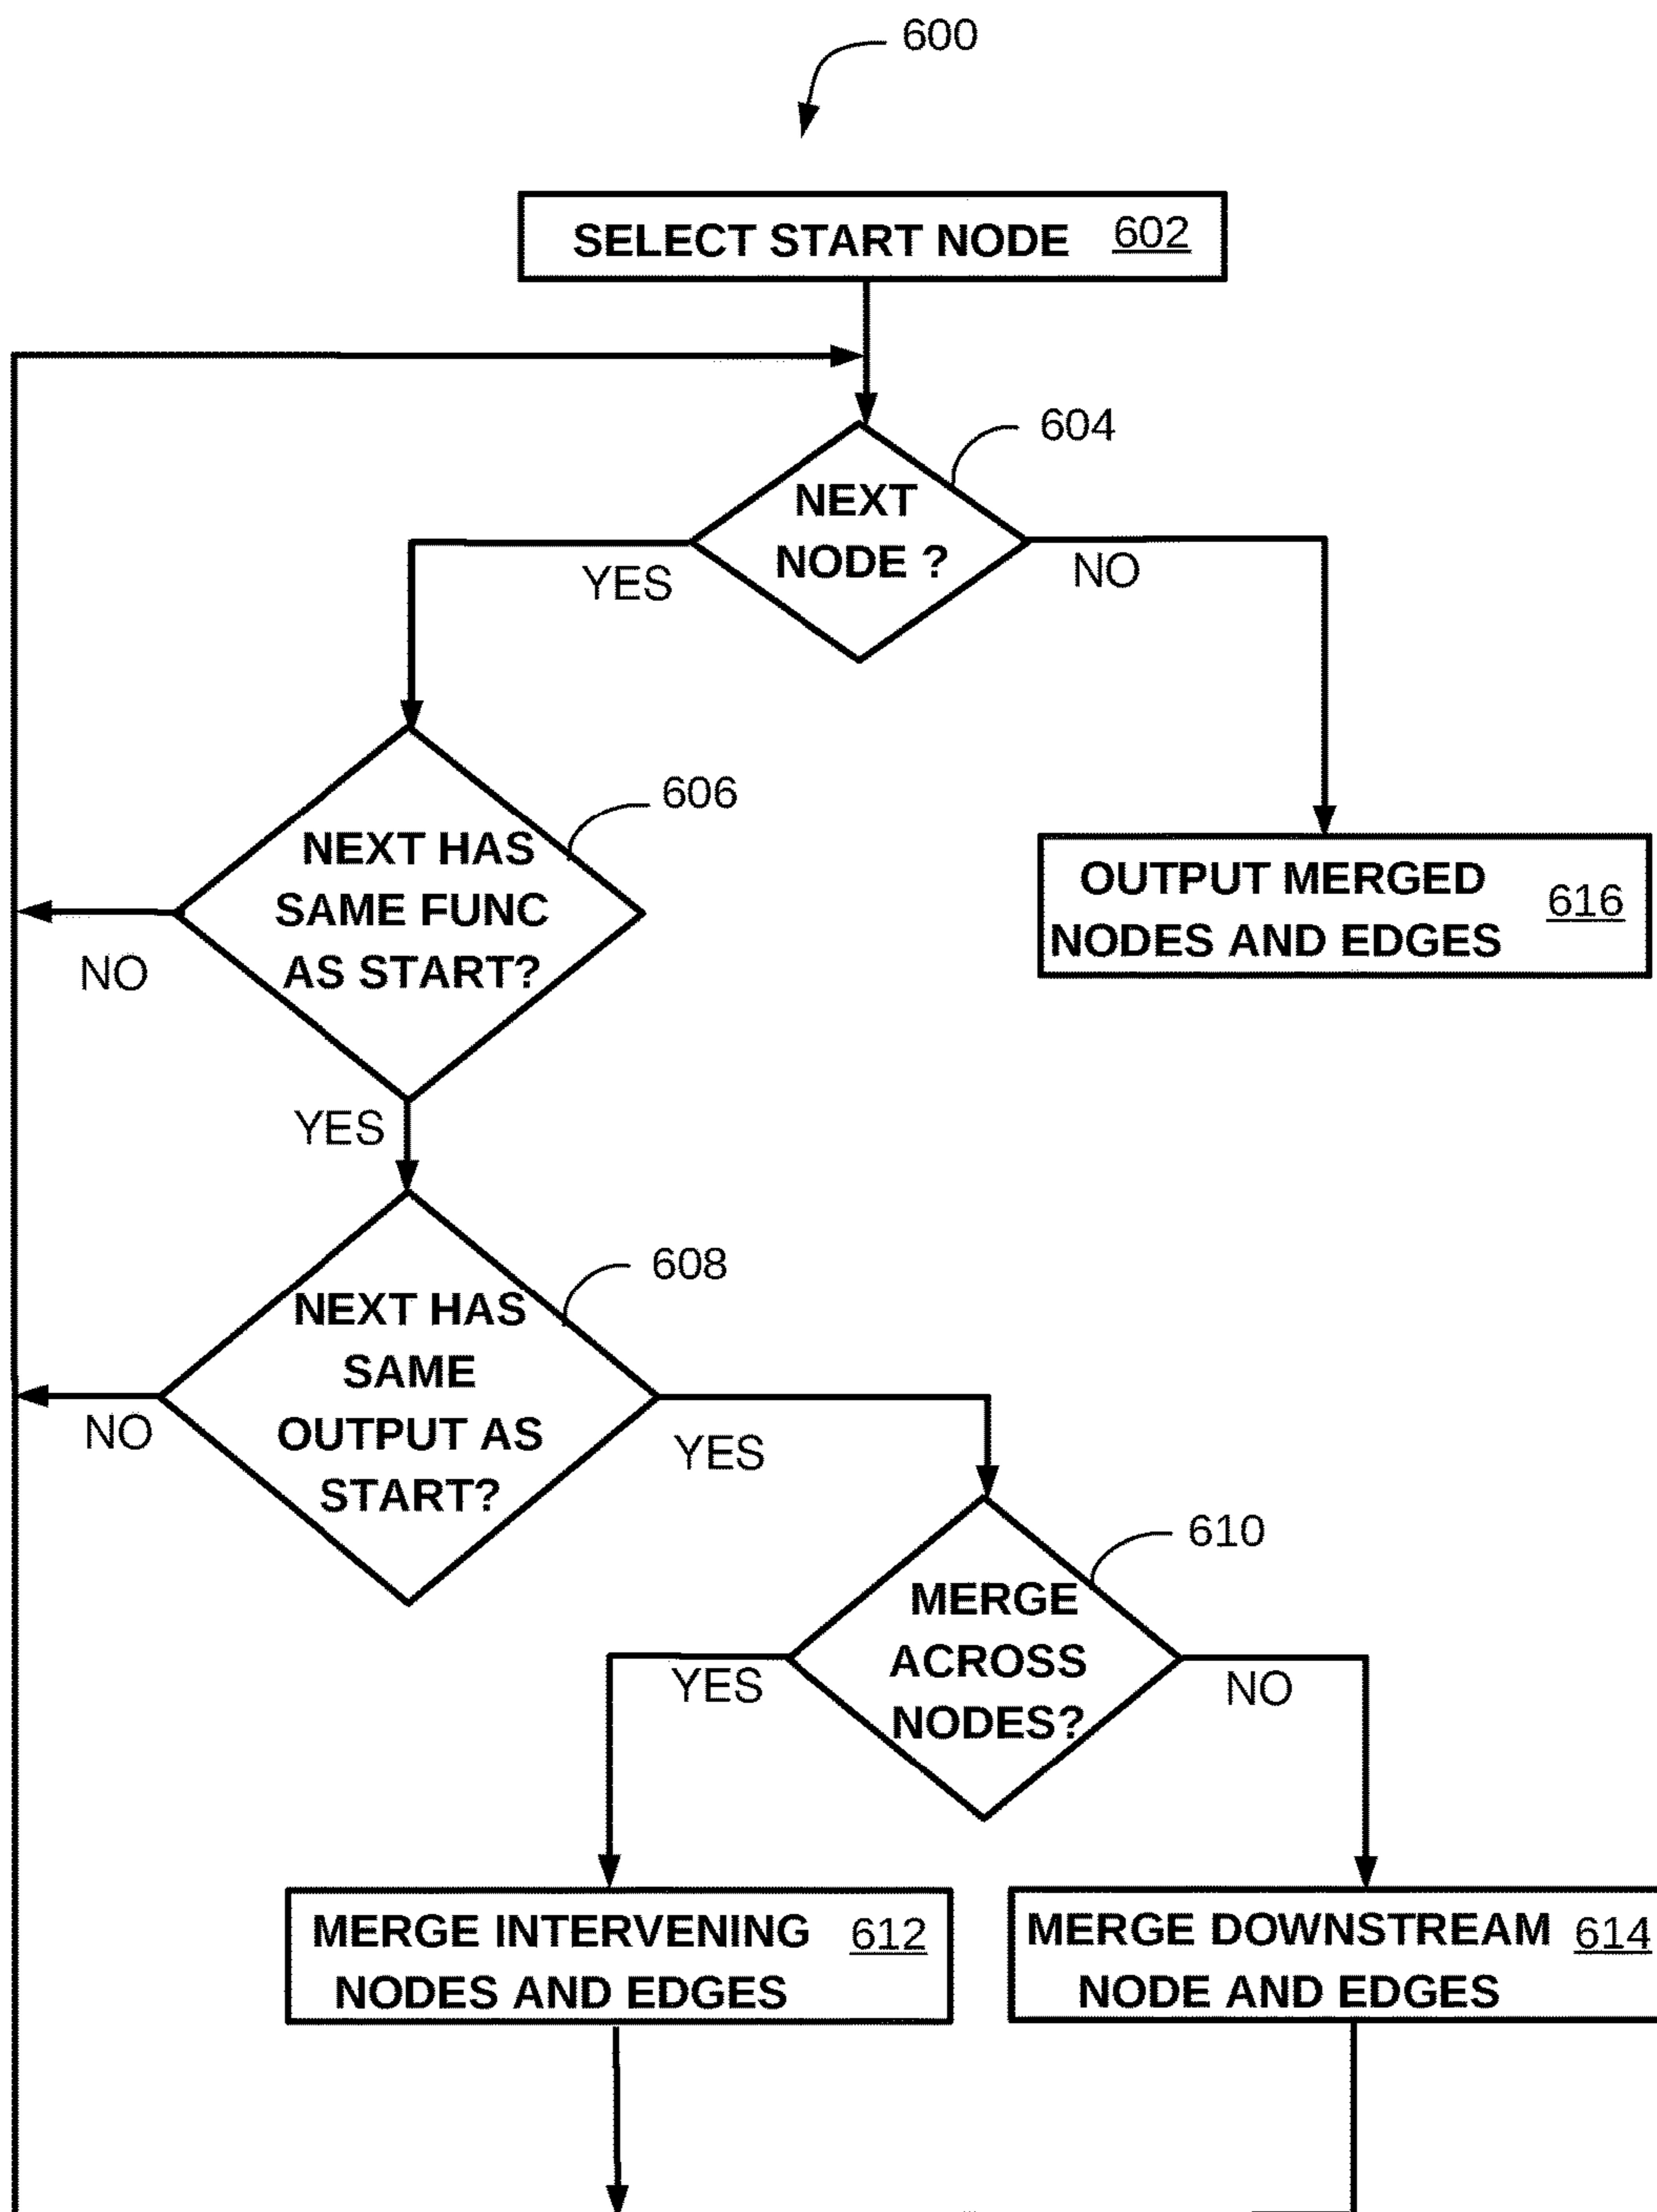 600
SELECT START NODE 602
604
NEXT
NODE ?
YES
NO
606
NEXT HAS
SAME FUNC
AS START?
NO
OUTPUT MERGED
NODES AND EDGES
616
YES
608
NEXT HAS
SAME
OUTPUT AS
START?
NO
YES
610
MERGE
ACROSS
NODES?
YES
NO
MERGE INTERVENING
NODES AND EDGES
612
MERGE DOWNSTREAM
NODE AND EDGES
614